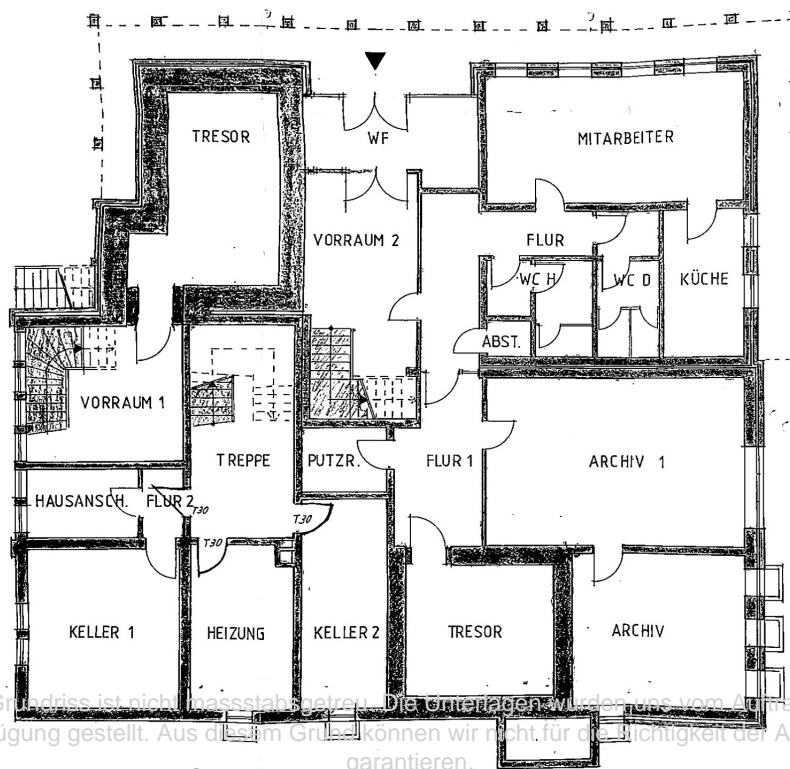 TRESOR
WF
MITARBEITER
VORRAUM 2
FLUR
WC H
WC D
KÜCHE
ABST.
VORRAUM 1
TREPPE
PUTZR.
FLUR 1
ARCHIV 1
HAUSANSCH.
FLUR 2
T30
T30
T30
KELLER 1
HEIZUNG
KELLER 2
TRESOR
ARCHIV
Grundriss ist nicht massstabsgetreu. Die Unterlagen wurden uns vom Auftra
ügung gestellt. Aus diesem Grund können wir nicht für die Richtigkeit der A
garantieren.